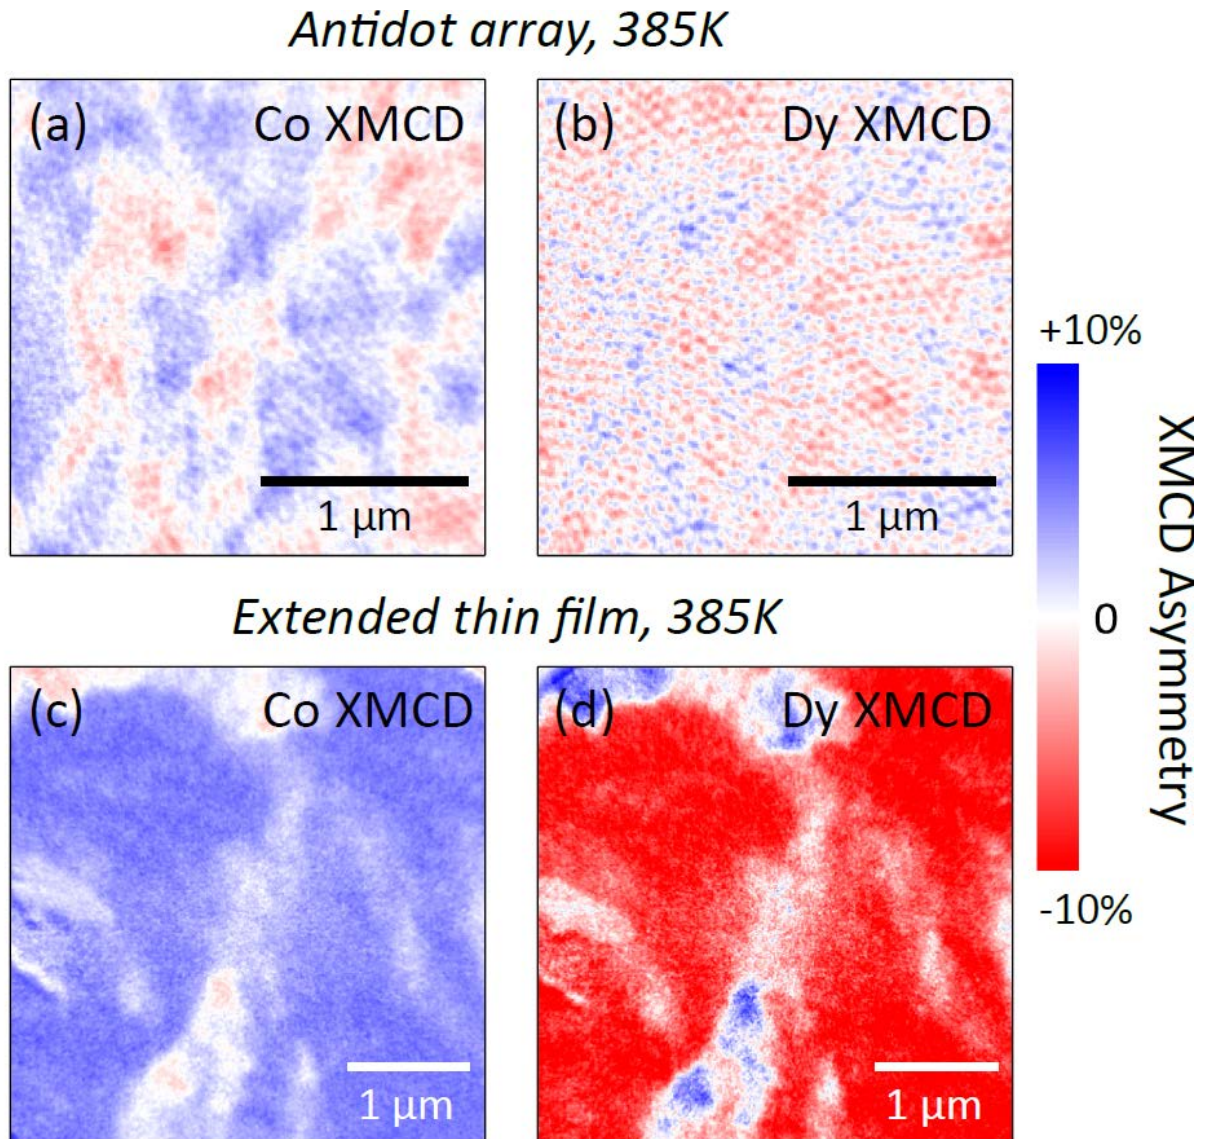 Antidot array, 385K
(a) Co XMCD
(b) Dy XMCD
1 µm
1 µm
+10%
0
-10%
XMCD Asymmetry
Extended thin film, 385K
(c) Co XMCD
(d) Dy XMCD
1 µm
1 µm